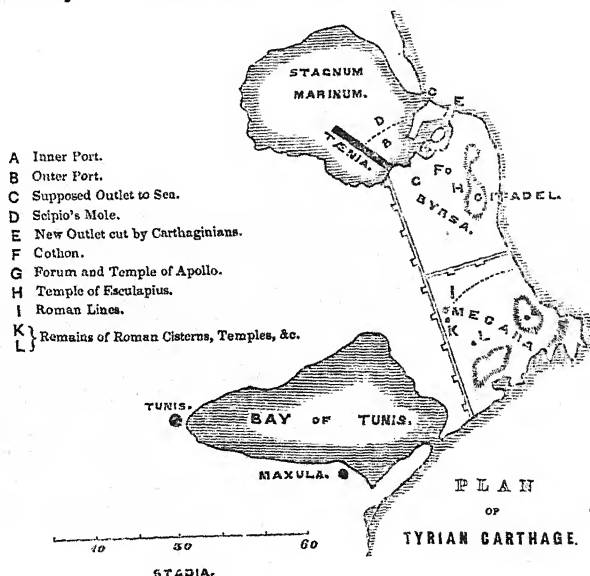 STAGNUM
MARINUM.
C
E
D
B
TÆNIA.
A Inner Port.
B Outer Port.
C Supposed Outlet to Sea.
D Scipio's Mole.
E New Outlet cut by Carthaginians.
F Cothon.
G Forum and Temple of Apollo.
H Temple of Esculapius.
I Roman Lines.
K
L } Remains of Roman Cisterns, Temples, &c.
F
G
H
CITADEL.
BYRSA.
I
MEGARA
K
L
TUNIS.
BAY OF TUNIS.
MAXULA.
PLAN
OF
TYRIAN CARTHAGE.
60
STADIA.